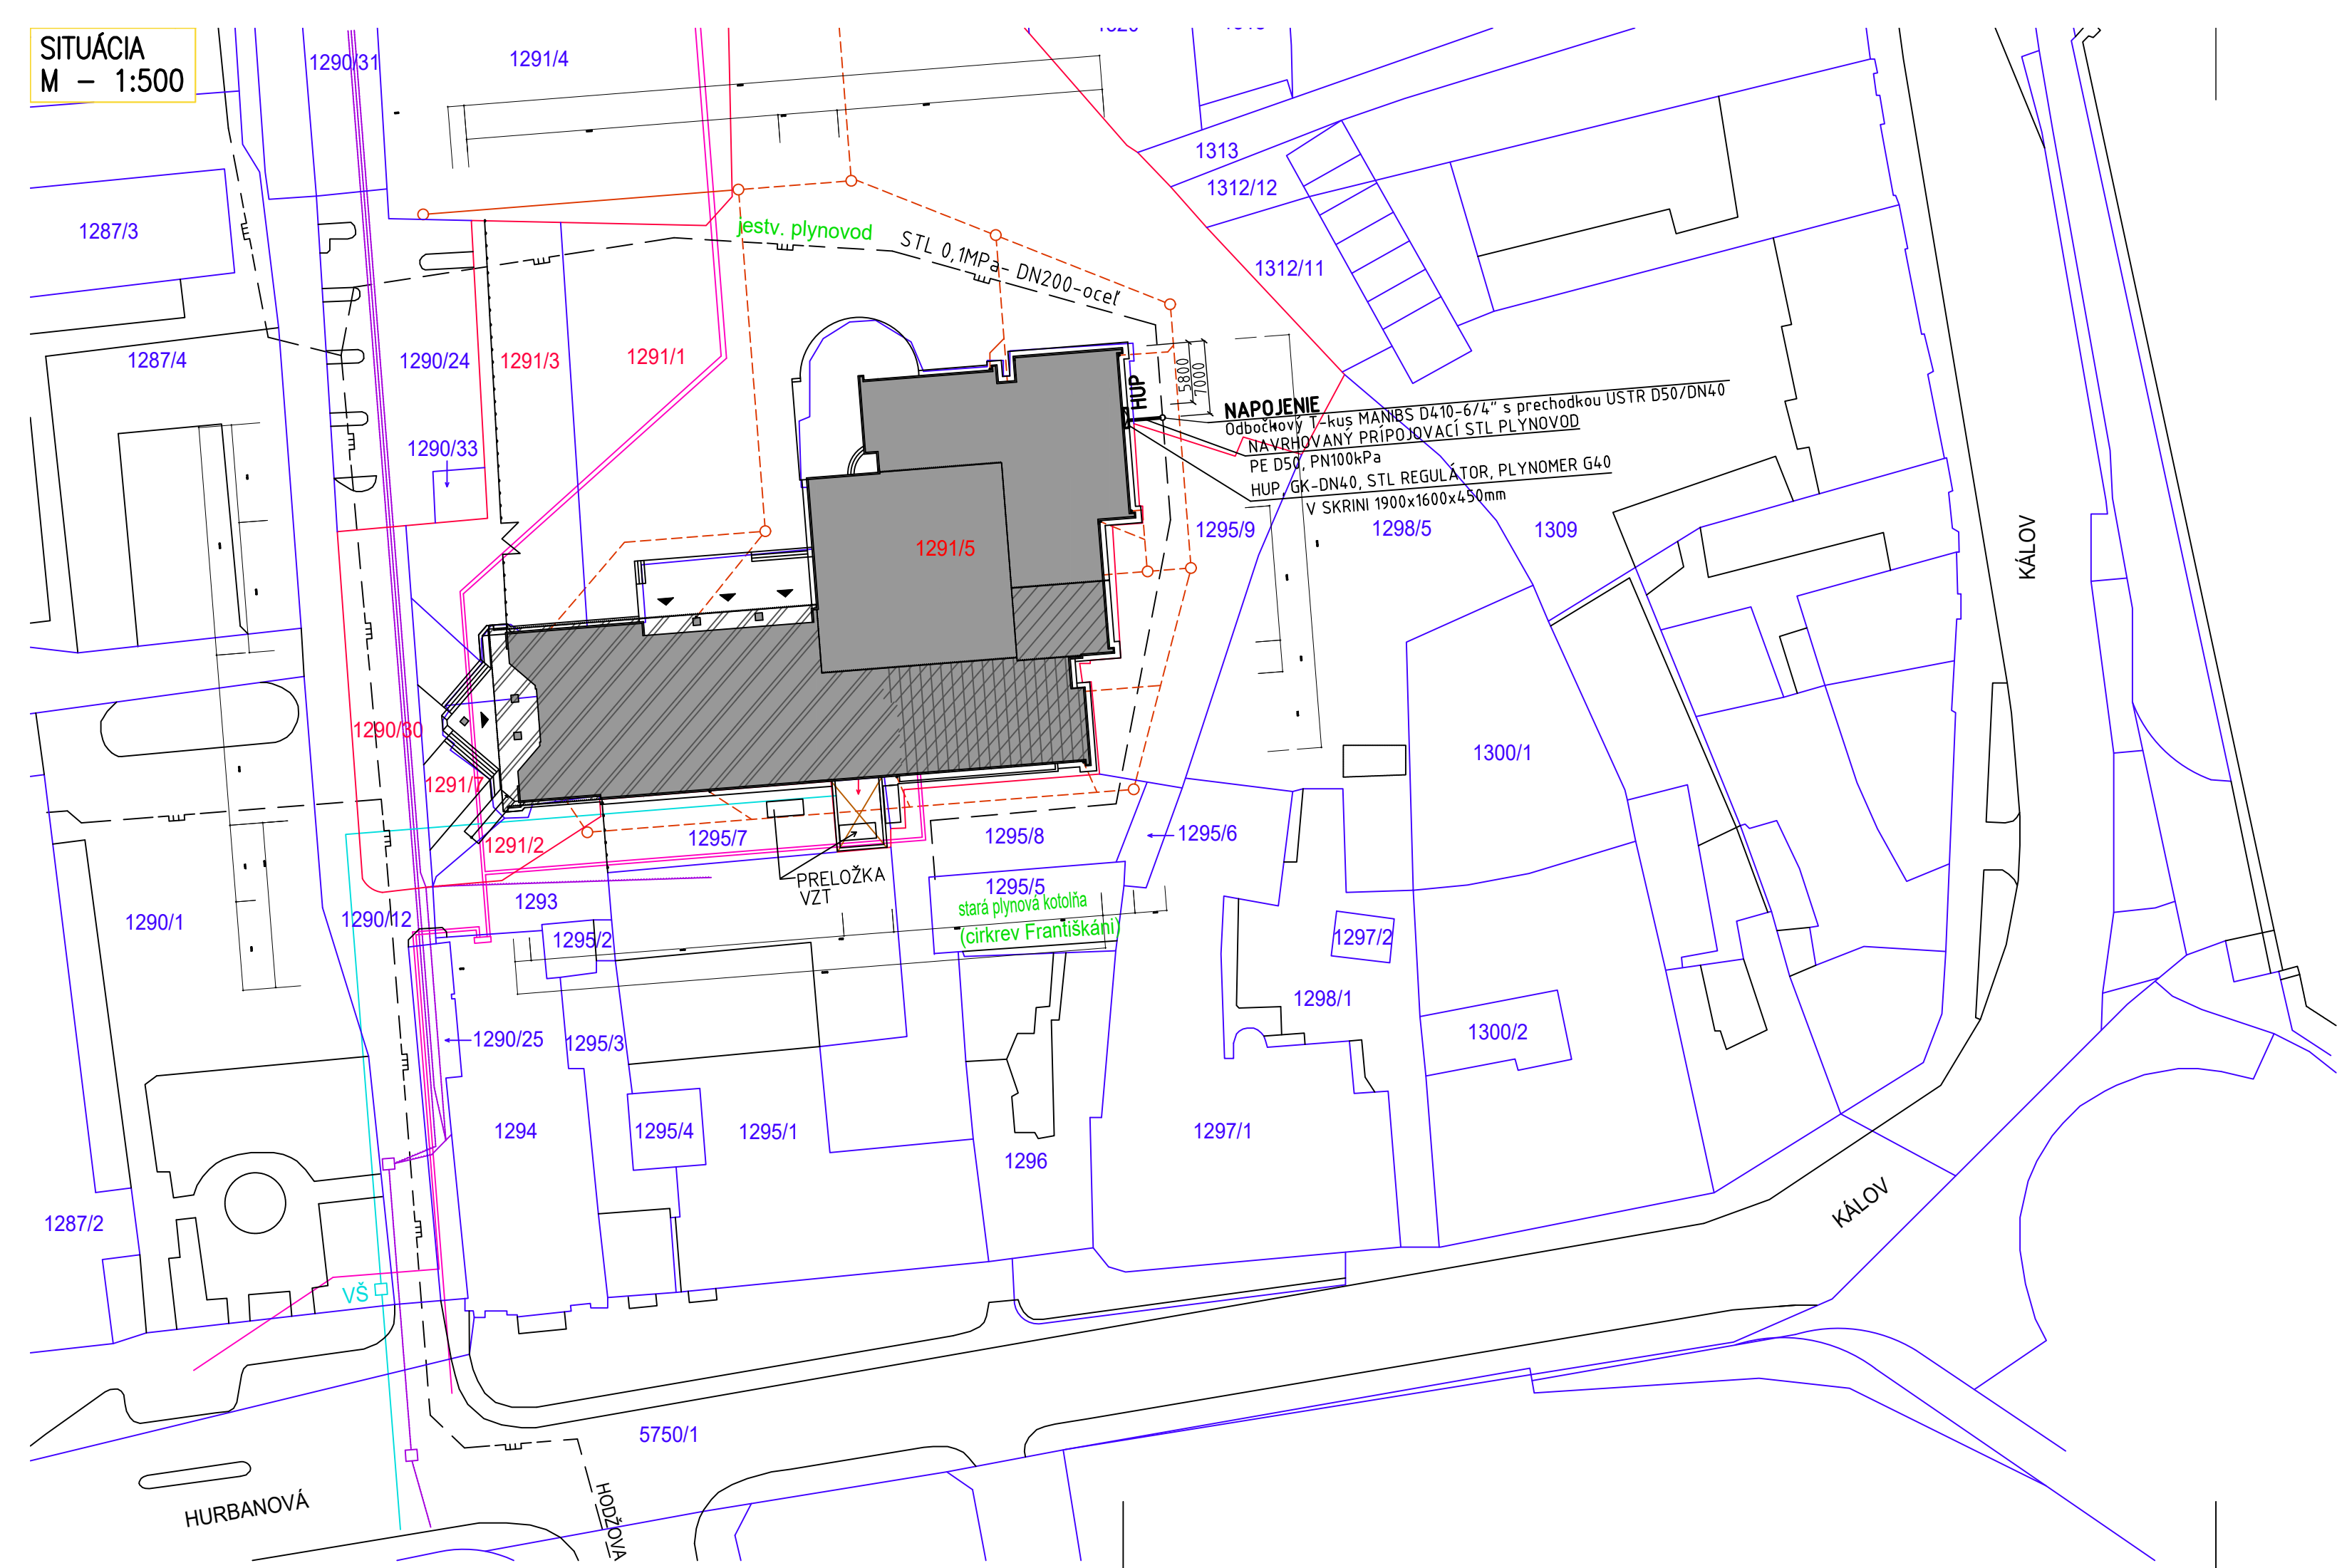 SITUÁCIA
M - 1:500
1290/31
1291/4
1313
1312/12
1312/11
1287/3
jestv. plynovod
STL 0,1MPa- DN200-oceľ
1287/4
1290/24
1291/3
1291/1
1290/33
HUP
5800
7000
NAPOJENIE
Odbočkový T-kus MANIBS D410-6/4" s prechodkou USTR D50/DN40
NAVRHOVANÝ PRÍPOJOVACÍ STL PLYNOVOD
PE D50, PN100kPa
HUP, GK-DN40, STL REGULÁTOR, PLYNOMER G40
V SKRINI 1900x1600x450mm
1291/5
1295/9
1298/5
1309
KÁLOV
1290/30
1291/7
1300/1
1291/2
1295/7
1295/8
1295/6
PRELOŽKA
VZT
1295/5
stará plynová kotolňa
(cirkrev Františkáni)
1290/1
1290/12
1293
1295/2
1297/2
1298/1
1290/25
1295/3
1300/2
1294
1295/4
1295/1
1296
1297/1
1287/2
KÁLOV
VŠ
5750/1
HURBANOVÁ
HODŽOVA